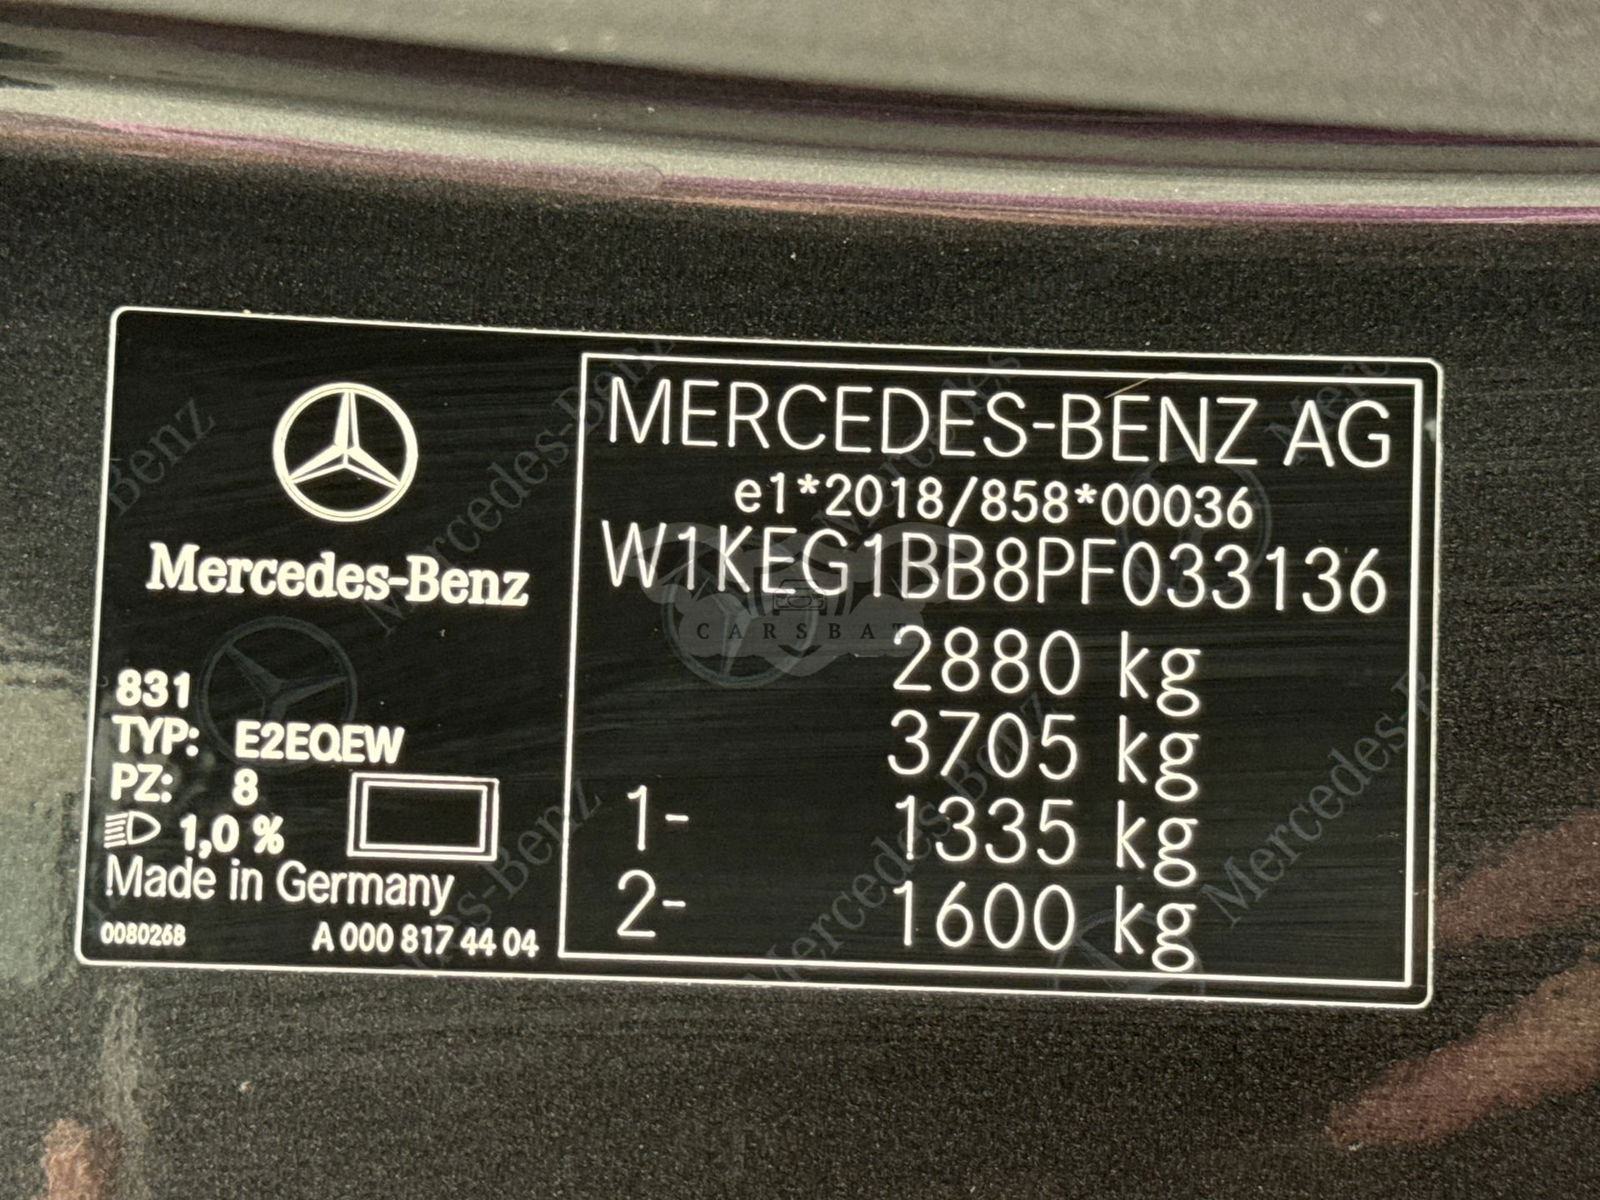 MERCEDES-BENZ AG
e1*2018/858*00036
W1KEG1BB8PF033136
2880 kg
3705 kg
1- 1335 kg
2- 1600 kg
Mercedes-Benz
831
TYP: E2EQEW
PZ: 8
1,0 %
Made in Germany
0080268 A 000 817 44 04
CARSBAT